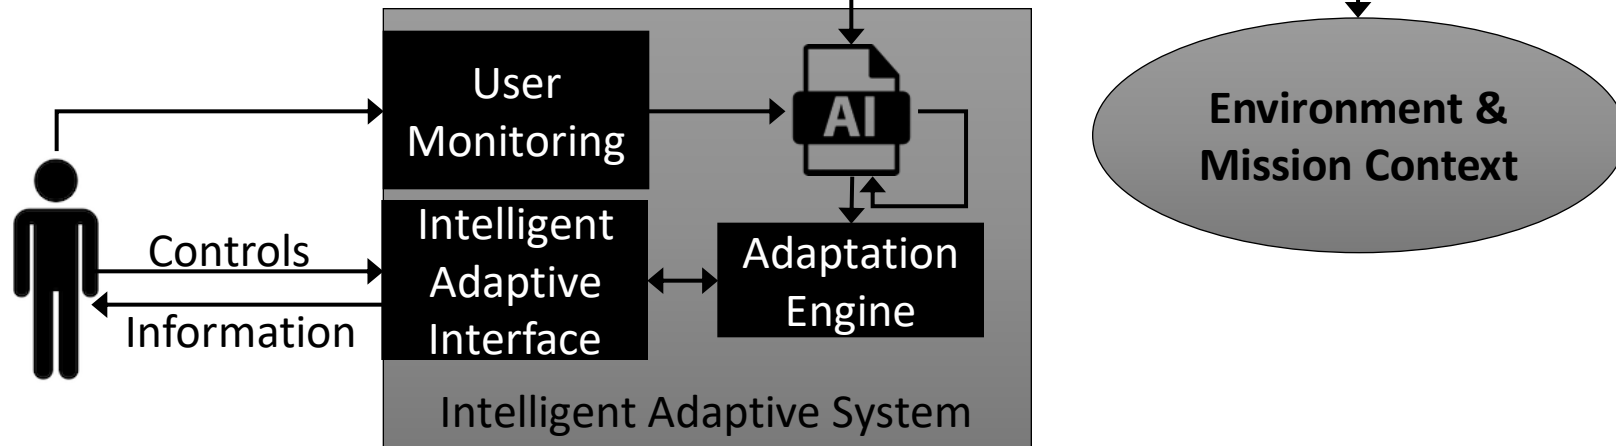 User
Monitoring
AI
Environment &
Mission Context
Controls
Information
Intelligent
Adaptive
Interface
Adaptation
Engine
Intelligent Adaptive System